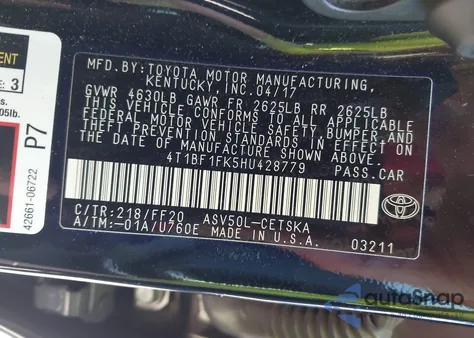 ENT
: 3
s.
05lb.
P7
42661-06722
MFD.BY:TOYOTA MOTOR MANUFACTURING,
KENTUCKY,INC.04/17
GVWR 4630LB GAWR FR 2625LB RR 2625LB
THIS VEHICLE CONFORMS TO ALL APPLICABLE
FEDERAL MOTOR VEHICLE SAFETY,BUMPER,AND
THEFT PREVENTION STANDARDS IN EFFECT ON
THE DATE OF MANUFACTURE SHOWN ABOVE.
4T1BF1FK5HU428779 PASS.CAR
C/TR:218/FF20 ASV50L-CETSKA
A/TM:-01A/U760E MADE IN U.S.A. 03211
autoSnap